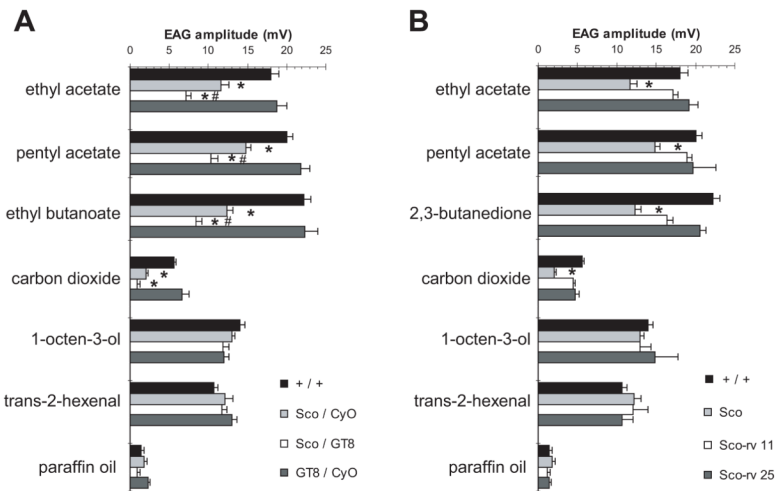 A
EAG amplitude (mV)
0 5 10 15 20 25
ethyl acetate
*
* #
pentyl acetate
*
* #
ethyl butanoate
*
* #
carbon dioxide
*
*
1-octen-3-ol
trans-2-hexenal
paraffin oil
+ / +
Sco / CyO
Sco / GT8
GT8 / CyO
B
EAG amplitude (mV)
0 5 10 15 20 25
ethyl acetate
*
pentyl acetate
*
2,3-butanedione
*
carbon dioxide
*
1-octen-3-ol
trans-2-hexenal
paraffin oil
+ / +
Sco
Sco-rv 11
Sco-rv 25